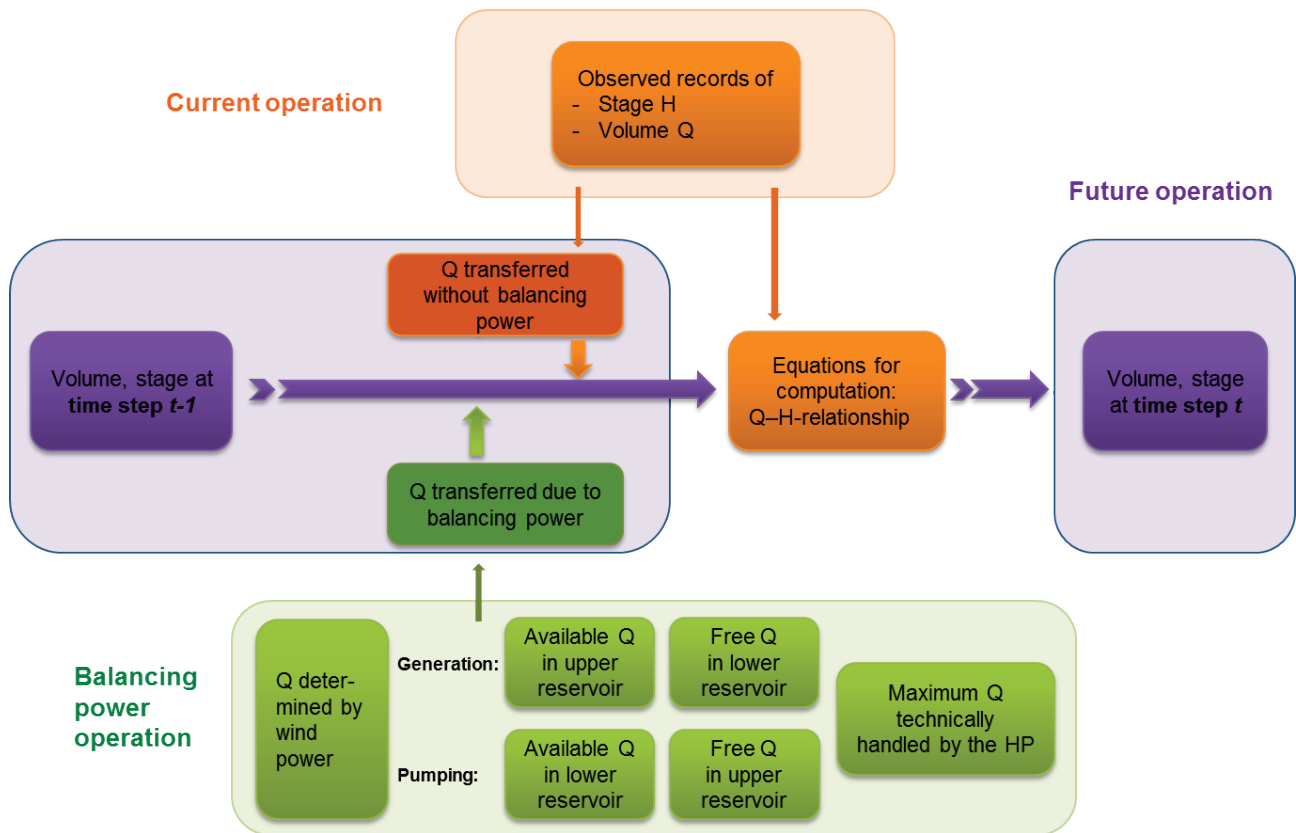 Current operation
Observed records of
- Stage H
- Volume Q
Future operation
Q transferred
without balancing
power
Volume, stage at
time step t-1
Equations for
computation:
Q–H-relationship
Volume, stage
at time step t
Q transferred due to
balancing power
Balancing
power
operation
Q deter-
mined by
wind
power
Generation:
Available Q
in upper
reservoir
Free Q
in lower
reservoir
Pumping:
Available Q
in lower
reservoir
Free Q
in upper
reservoir
Maximum Q
technically
handled by the HP